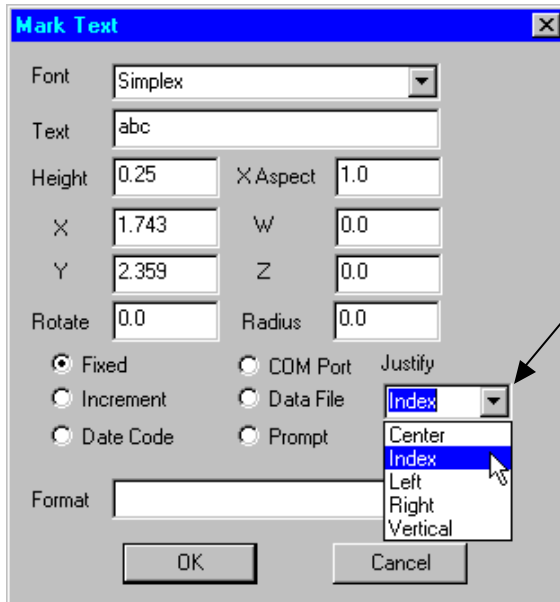 Mark Text
Font Simplex
Text abc
Height 0.25 X Aspect 1.0
X 1.743 W 0.0
Y 2.359 Z 0.0
Rotate 0.0 Radius 0.0
Fixed COM Port Justify
Increment Data File Index
Date Code Prompt Center
Index
Left
Format Right
Vertical
OK Cancel